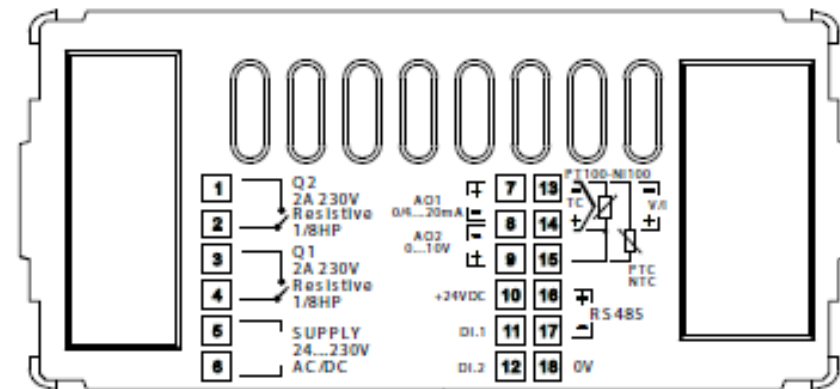 1
Q2
2A 230V
2
Resistive
1/8HP
3
Q1
2A 230V
4
Resistive
1/8HP
5
SUPPLY
24....230V
6
AC/DC
AO1
0/4...20mA
AO2
0...10V
+24VDC
DI.1
DI.2
+ 7
- 8
-
+ 9
10
11
12
13
14
15
16
17
18
PT100-NI100
- TC +
- V/I +
PTC
NTC
+
-
RS485
0V